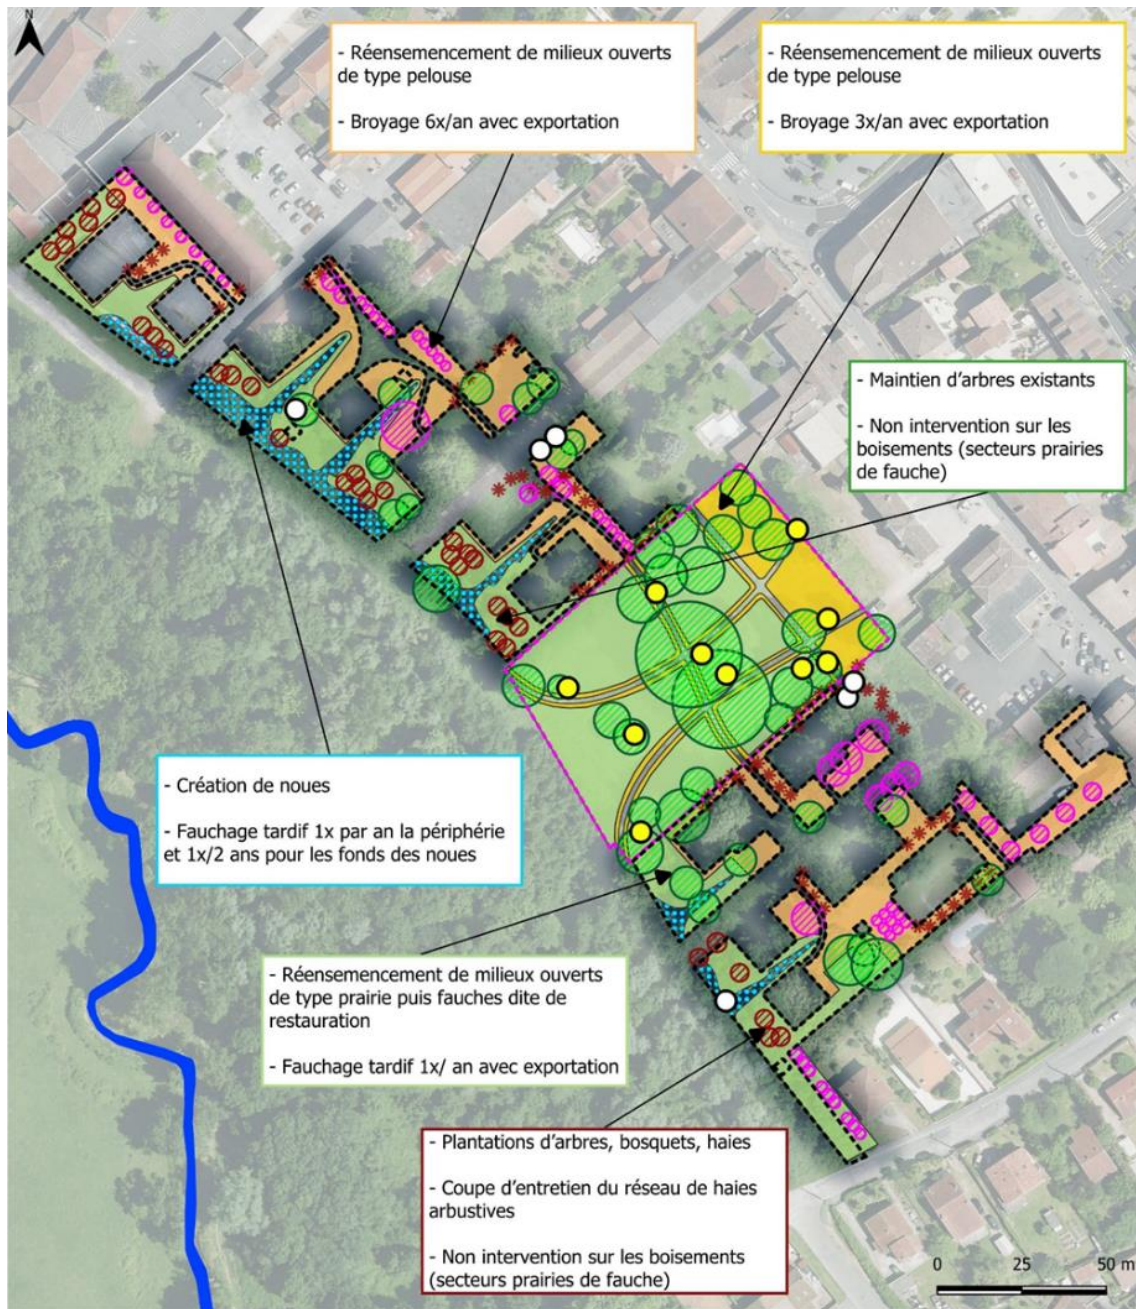 N
- Réensemencement de milieux ouverts
de type pelouse
- Broyage 6x/an avec exportation
- Réensemencement de milieux ouverts
de type pelouse
- Broyage 3x/an avec exportation
- Maintien d'arbres existants
- Non intervention sur les
boisements (secteurs prairies
de fauche)
- Création de noues
- Fauchage tardif 1x par an la périphérie
et 1x/2 ans pour les fonds des noues
- Réensemencement de milieux ouverts
de type prairie puis fauches dite de
restauration
- Fauchage tardif 1x/ an avec exportation
- Plantations d'arbres, bosquets, haies
- Coupe d'entretien du réseau de haies
arbustives
- Non intervention sur les boisements
(secteurs prairies de fauche)
0 25 50 m